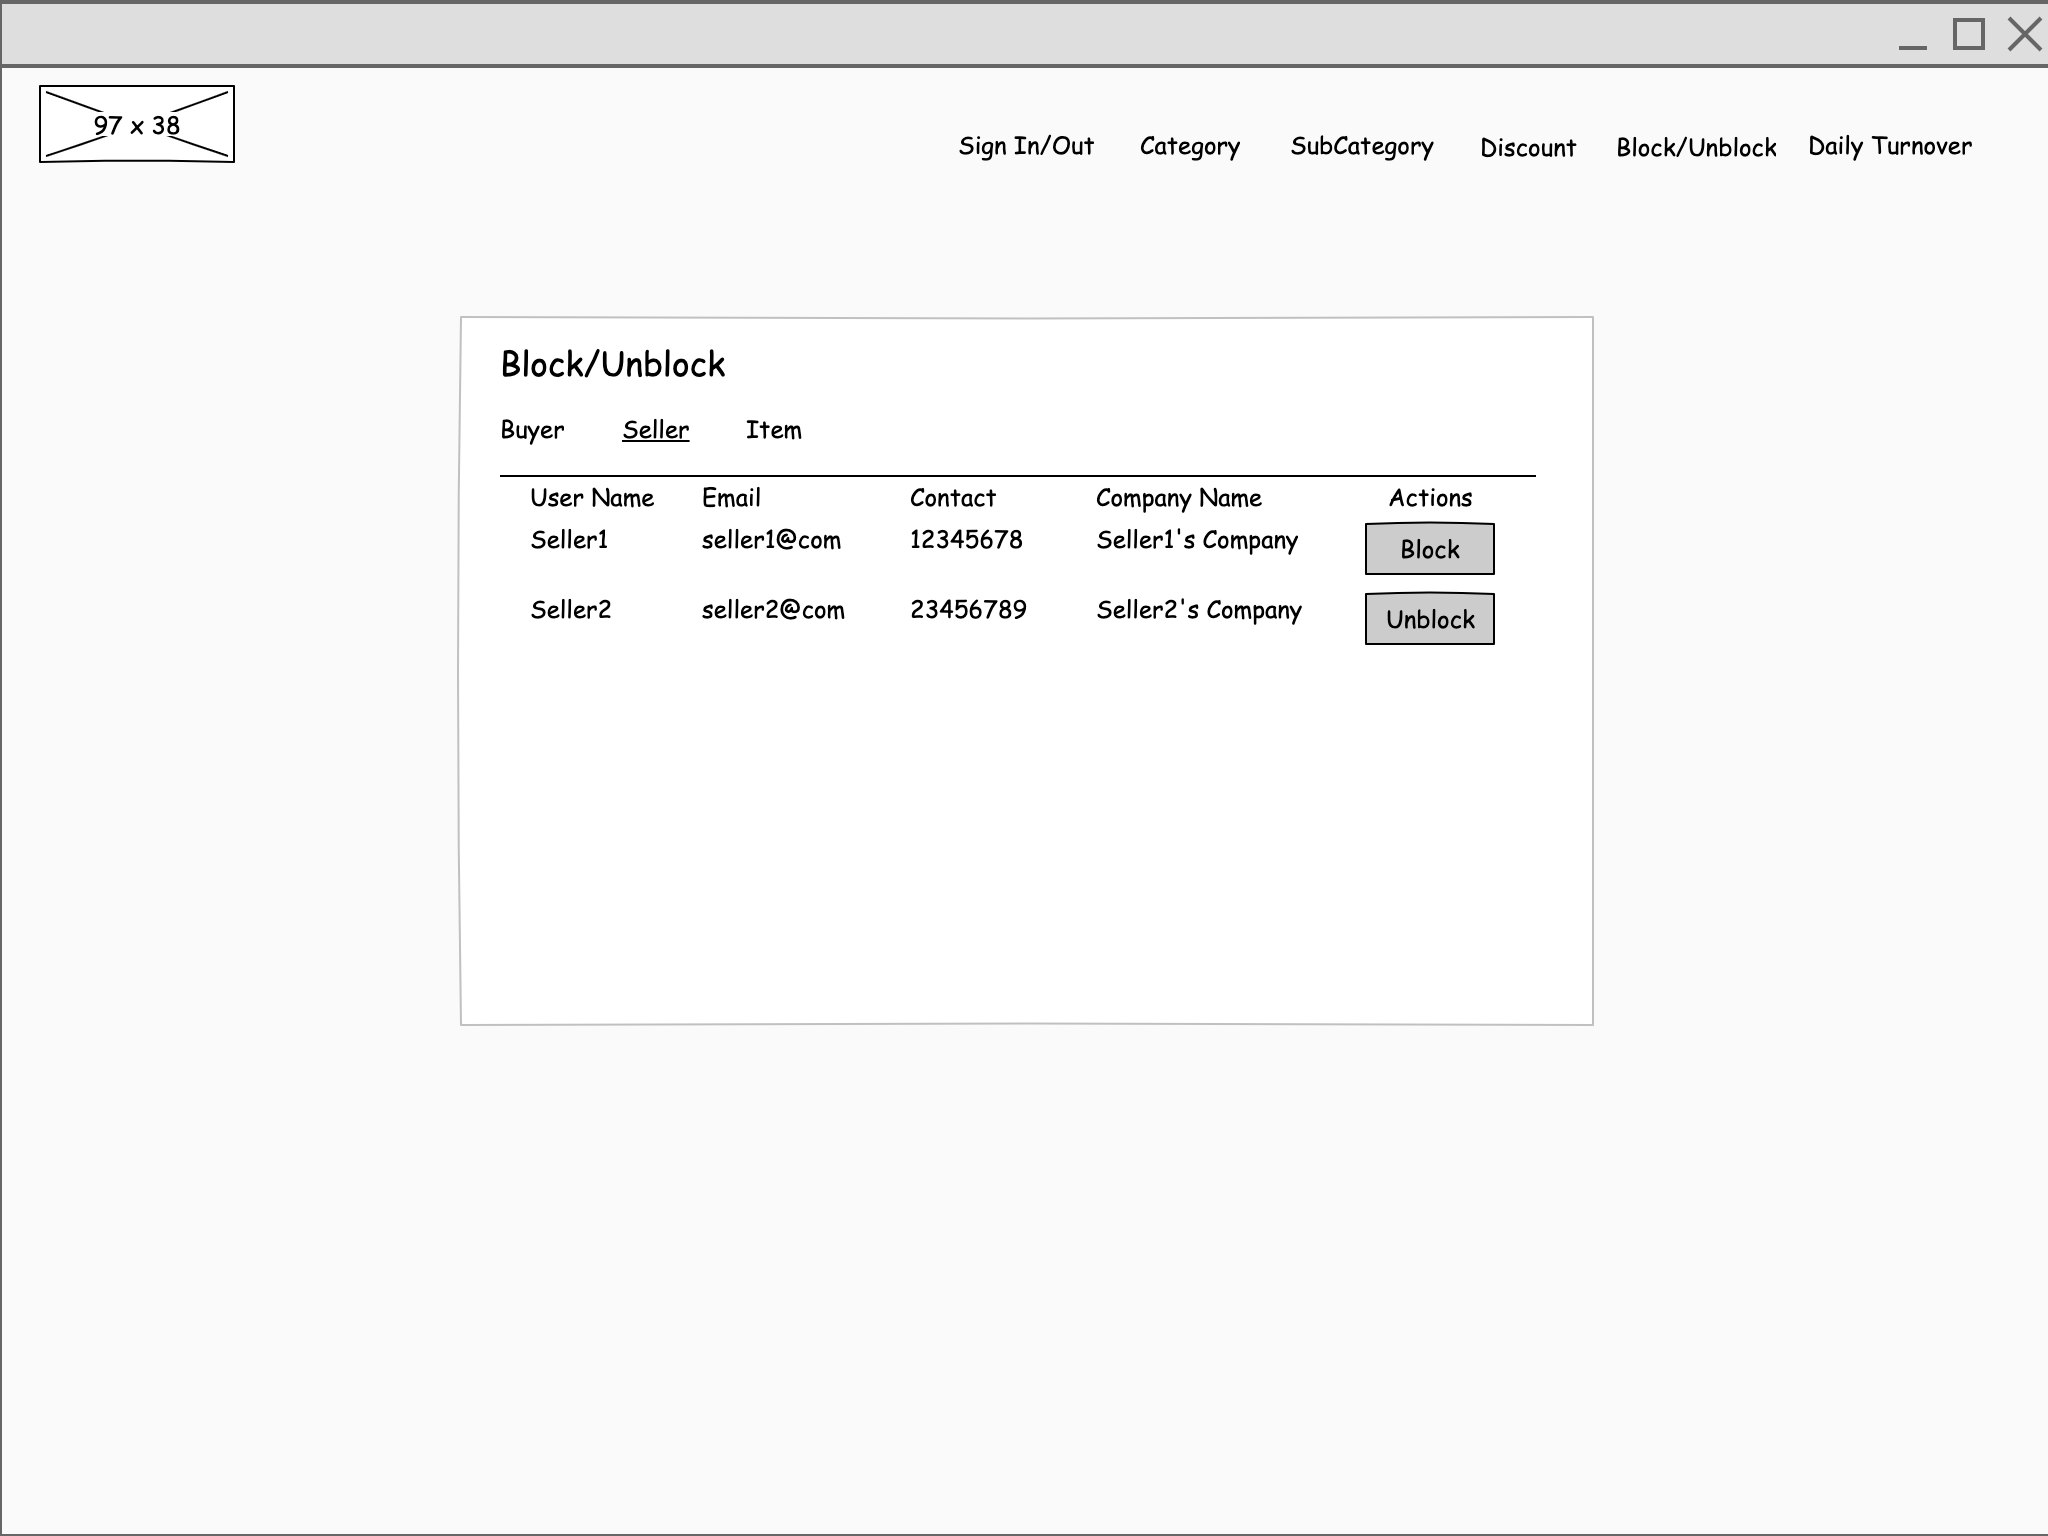 97 x 38
Sign In/Out Category SubCategory Discount Block/Unblock Daily Turnover
Block/Unblock
Buyer Seller Item
User Name Email Contact Company Name Actions
Seller1 seller1@com 12345678 Seller1's Company Block
Seller2 seller2@com 23456789 Seller2's Company Unblock